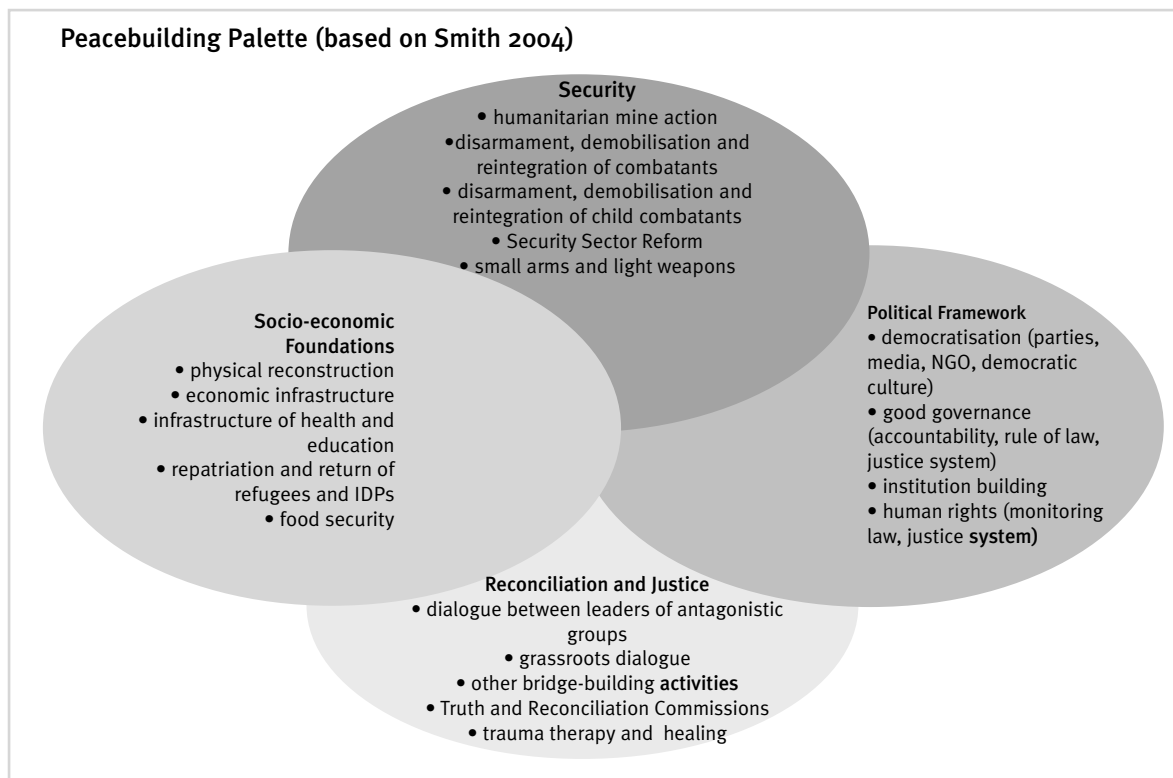 Peacebuilding Palette (based on Smith 2004)
Security
• humanitarian mine action
•disarmament, demobilisation and
reintegration of combatants
• disarmament, demobilisation and
reintegration of child combatants
• Security Sector Reform
• small arms and light weapons
Socio-economic
Foundations
• physical reconstruction
• economic infrastructure
• infrastructure of health and
education
• repatriation and return of
refugees and IDPs
• food security
Political Framework
• democratisation (parties,
media, NGO, democratic
culture)
• good governance
(accountability, rule of law,
justice system)
• institution building
• human rights (monitoring
law, justice system)
Reconciliation and Justice
• dialogue between leaders of antagonistic
groups
• grassroots dialogue
• other bridge-building activities
• Truth and Reconciliation Commissions
• trauma therapy and healing